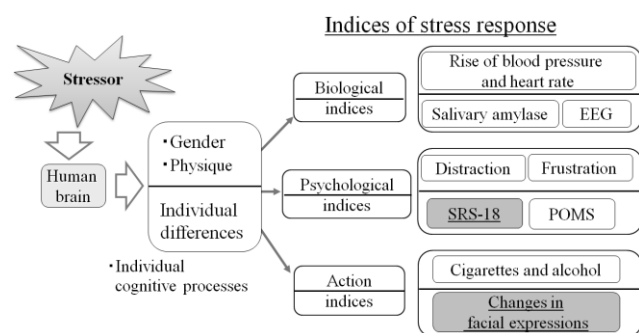 Indices of stress response
Stressor
Human
brain
・Gender
・Physique
Individual
differences
・Individual
cognitive processes
Biological
indices
Rise of blood pressure
and heart rate
Salivary amylase
EEG
Psychological
indices
Distraction
Frustration
SRS-18
POMS
Action
indices
Cigarettes and alcohol
Changes in
facial expressions